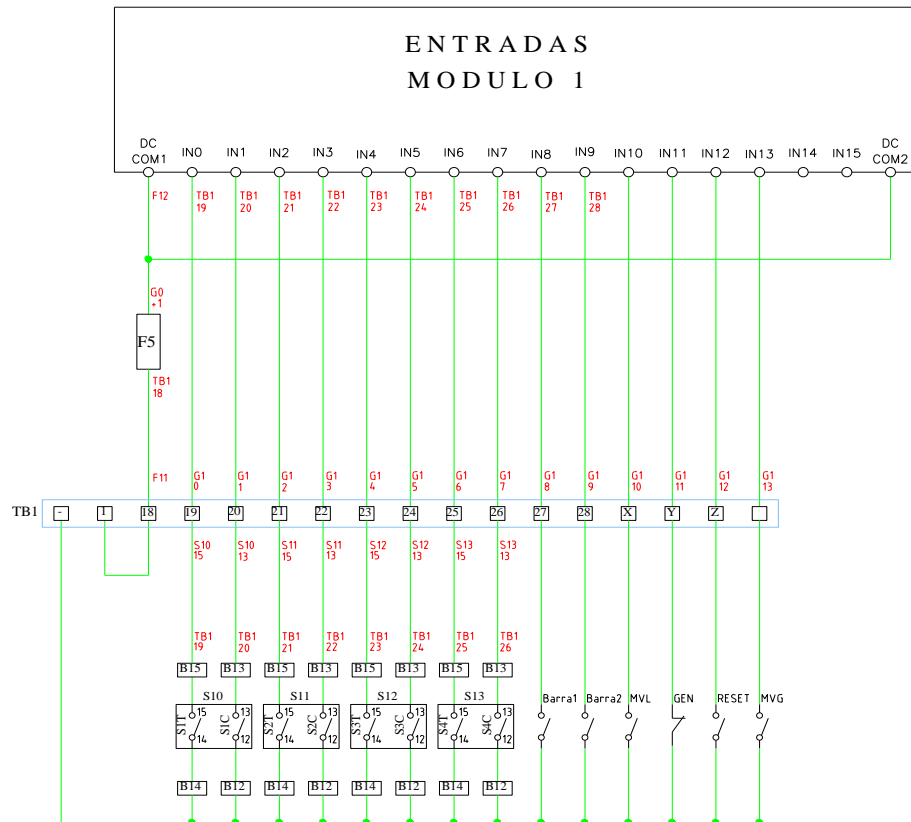 ENTRADAS
MODULO 1
DC COM1 IN0 IN1 IN2 IN3 IN4 IN5 IN6 IN7 IN8 IN9 IN10 IN11 IN12 IN13 IN14 IN15 DC COM2
F12 TB1 TB1 TB1 TB1 TB1 TB1 TB1 TB1 TB1 TB1
19 20 21 22 23 24 25 26 27 28
G0
+1
F5
TB1
18
F11 G1 G1 G1 G1 G1 G1 G1 G1 G1 G1 G1 G1 G1 G1
0 1 2 3 4 5 6 7 8 9 10 11 12 13
TB1 - 1 18 19 20 21 22 23 24 25 26 27 28 X Y Z
S10 S10 S11 S11 S12 S12 S13 S13
15 13 15 13 15 13 15 13
TB1 TB1 TB1 TB1 TB1 TB1 TB1 TB1
19 20 21 22 23 24 25 26
B15 B13 B15 B13 B15 B13 B15 B13
S10 S11 S12 S13 Barra1 Barra2 MVL GEN RESET MVG
15 13 15 13 15 13 15 13
S1T S1C S2T S2C S3T S3C S4T S4C
14 12 14 12 14 12 14 12
B14 B12 B14 B12 B14 B12 B14 B12